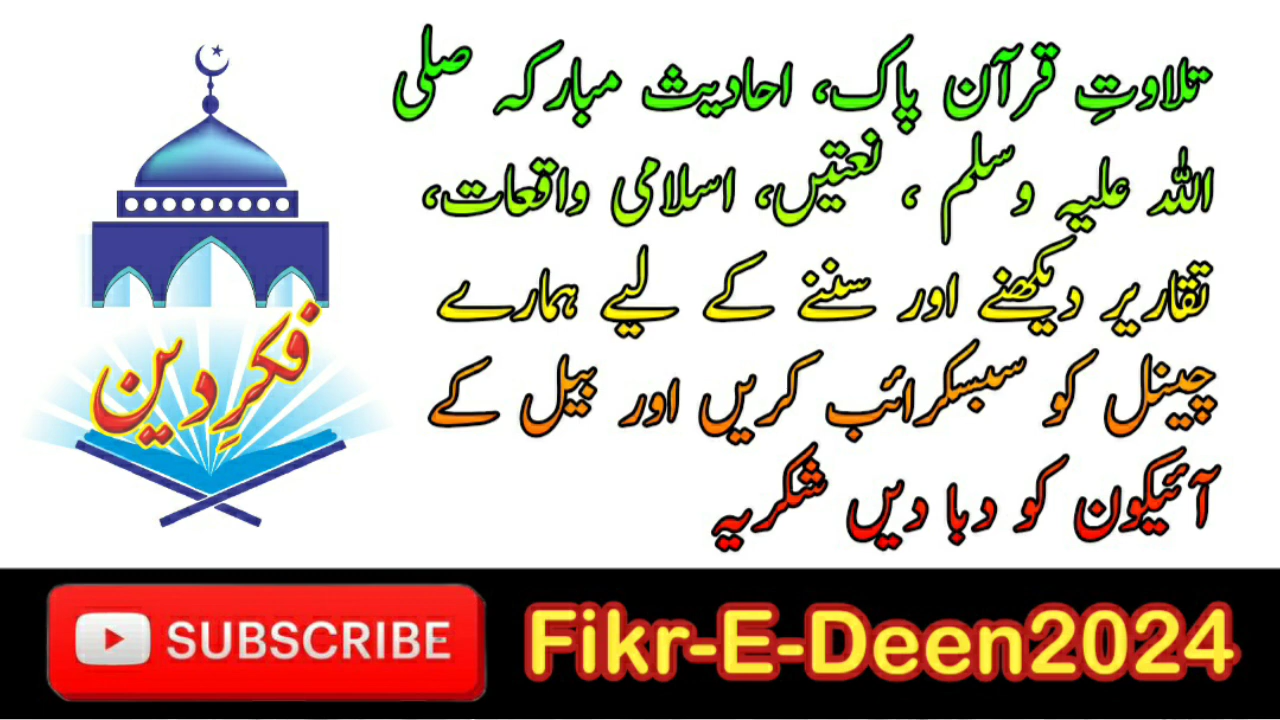 تلاوتِ قرآن پاک، احادیث مبارکہ صلی
اللہ علیہ وسلم ، نعتیں، اسلامی واقعات،
تقاریر دیکھنے اور سننے کے لیے ہمارے
چینل کو سبسکرائب کریں اور بیل کے
آئیکون کو دبا دیں شکریہ
فکرِ دین
SUBSCRIBE
Fikr-E-Deen2024